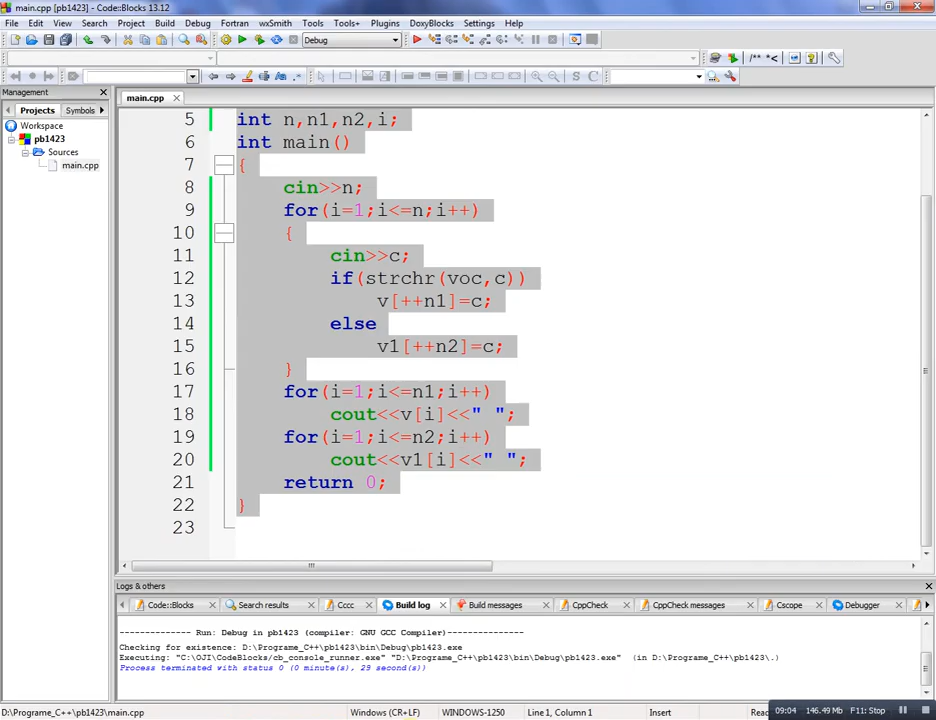 main.cpp [pb1423] - Code::Blocks 13.12
File Edit View Search Project Build Debug Fortran wxSmith Tools Tools+ Plugins DoxyBlocks Settings Help
Debug
/** *<
S C
Management
main.cpp
Projects Symbols
Workspace
pb1423
Sources
main.cpp
5 int n,n1,n2,i;
6 int main()
7 {
8 cin>>n;
9 for(i=1;i<=n;i++)
10 {
11 cin>>c;
12 if(strchr(voc,c))
13 v[++n1]=c;
14 else
15 v1[++n2]=c;
16 }
17 for(i=1;i<=n1;i++)
18 cout<<v[i]<<" ";
19 for(i=1;i<=n2;i++)
20 cout<<v1[i]<<" ";
21 return 0;
22 }
23
Logs & others
Code::Blocks Search results Cccc Build log Build messages CppCheck CppCheck messages Cscope Debugger
-------------- Run: Debug in pb1423 (compiler: GNU GCC Compiler)---------------
Checking for existence: D:\Programe_C++\pb1423\bin\Debug\pb1423.exe
Executing: "C:\OJI\CodeBlocks/cb_console_runner.exe" "D:\Programe_C++\pb1423\bin\Debug\pb1423.exe" (in D:\Programe_C++\pb1423\.)
Process terminated with status 0 (0 minute(s), 29 second(s))
D:\Programe_C++\pb1423\main.cpp Windows (CR+LF) WINDOWS-1250 Line 1, Column 1 Insert
09:04 146.49 MB F11: Stop